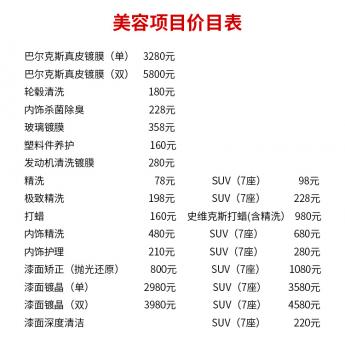 美容项目价目表
巴尔克斯真皮镀膜（单） 3280元
巴尔克斯真皮镀膜（双） 5800元
轮毂清洗 180元
内饰杀菌除臭 228元
玻璃镀膜 358元
塑料件养护 160元
发动机清洗镀膜 280元
精洗 78元 SUV（7座） 98元
极致精洗 198元 SUV（7座） 228元
打蜡 160元 史维克斯打蜡(含精洗) 980元
内饰精洗 480元 SUV（7座） 680元
内饰护理 210元 SUV（7座） 280元
漆面矫正（抛光还原） 800元 SUV（7座） 1080元
漆面镀晶（单） 2980元 SUV（7座） 3580元
漆面镀晶（双） 3980元 SUV（7座） 4580元
漆面深度清洁 SUV（7座） 220元